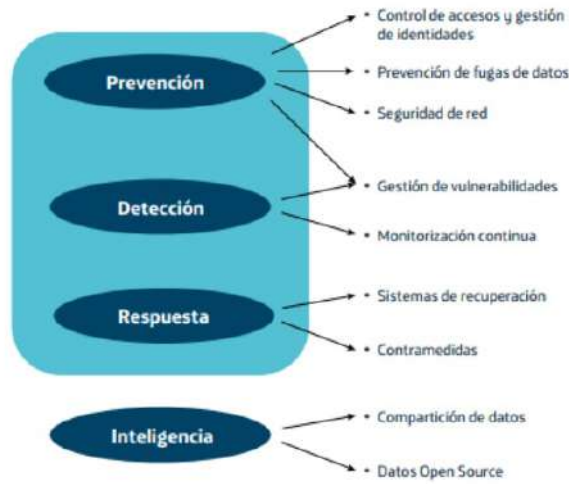 Prevención
• Control de accesos y gestión
de identidades
• Prevención de fugas de datos
• Seguridad de red
Detección
• Gestión de vulnerabilidades
• Monitorización continua
Respuesta
• Sistemas de recuperación
• Contramedidas
Inteligencia
• Compartición de datos
• Datos Open Source